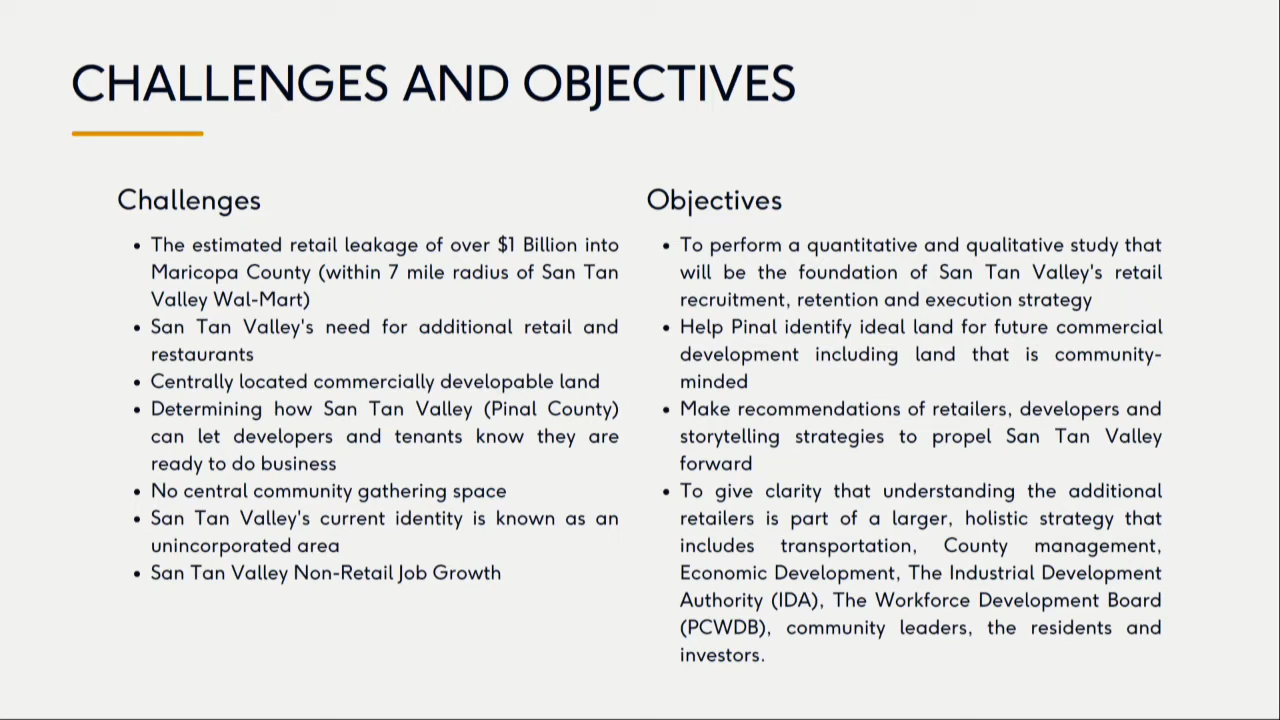 CHALLENGES AND OBJECTIVES
Challenges
• The estimated retail leakage of over $1 Billion into
Maricopa County (within 7 mile radius of San Tan
Valley Wal-Mart)
• San Tan Valley's need for additional retail and
restaurants
• Centrally located commercially developable land
• Determining how San Tan Valley (Pinal County)
can let developers and tenants know they are
ready to do business
• No central community gathering space
• San Tan Valley's current identity is known as an
unincorporated area
• San Tan Valley Non-Retail Job Growth
Objectives
• To perform a quantitative and qualitative study that
will be the foundation of San Tan Valley's retail
recruitment, retention and execution strategy
• Help Pinal identify ideal land for future commercial
development including land that is community-
minded
• Make recommendations of retailers, developers and
storytelling strategies to propel San Tan Valley
forward
• To give clarity that understanding the additional
retailers is part of a larger, holistic strategy that
includes transportation, County management,
Economic Development, The Industrial Development
Authority (IDA), The Workforce Development Board
(PCWDB), community leaders, the residents and
investors.